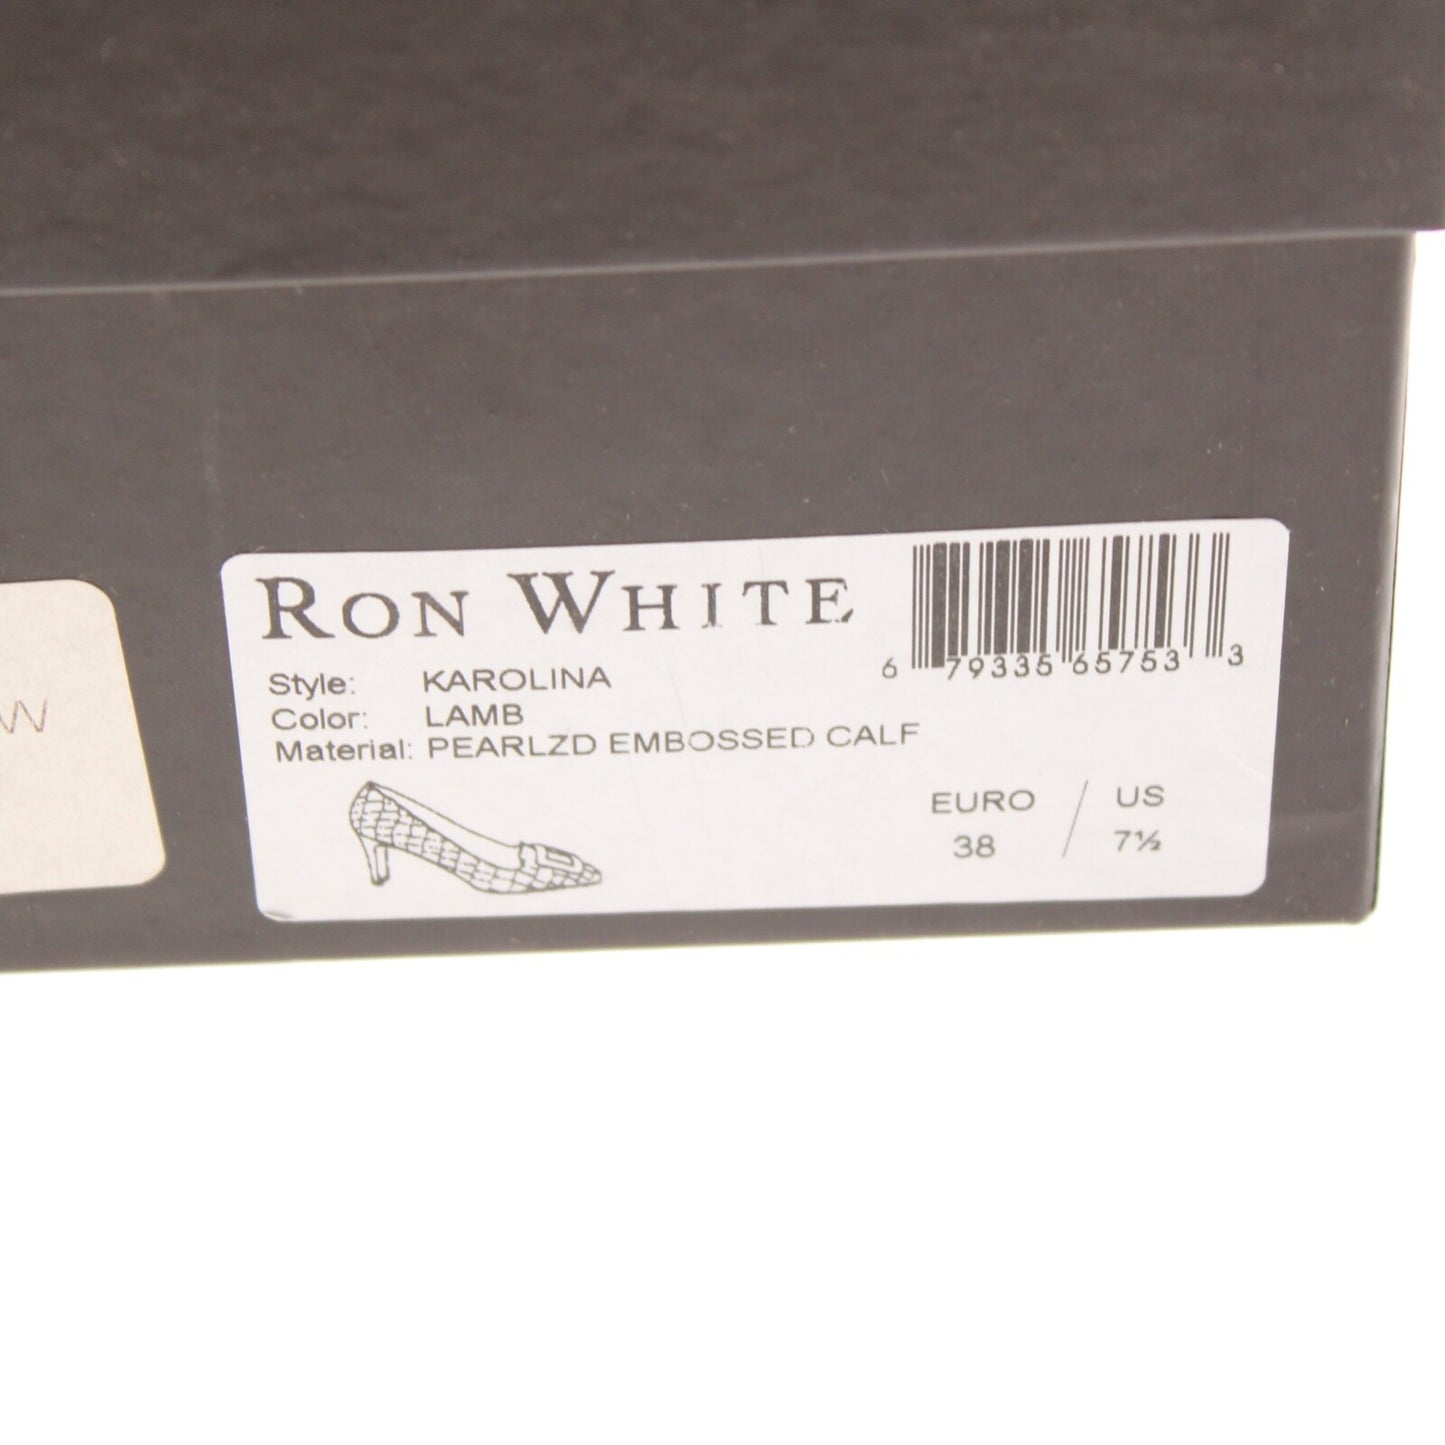 W
RON WHITE
Style: KAROLINA
Color: LAMB
Material: PEARLZD EMBOSSED CALF
6 79335 65753 3
EURO / US
38 7½